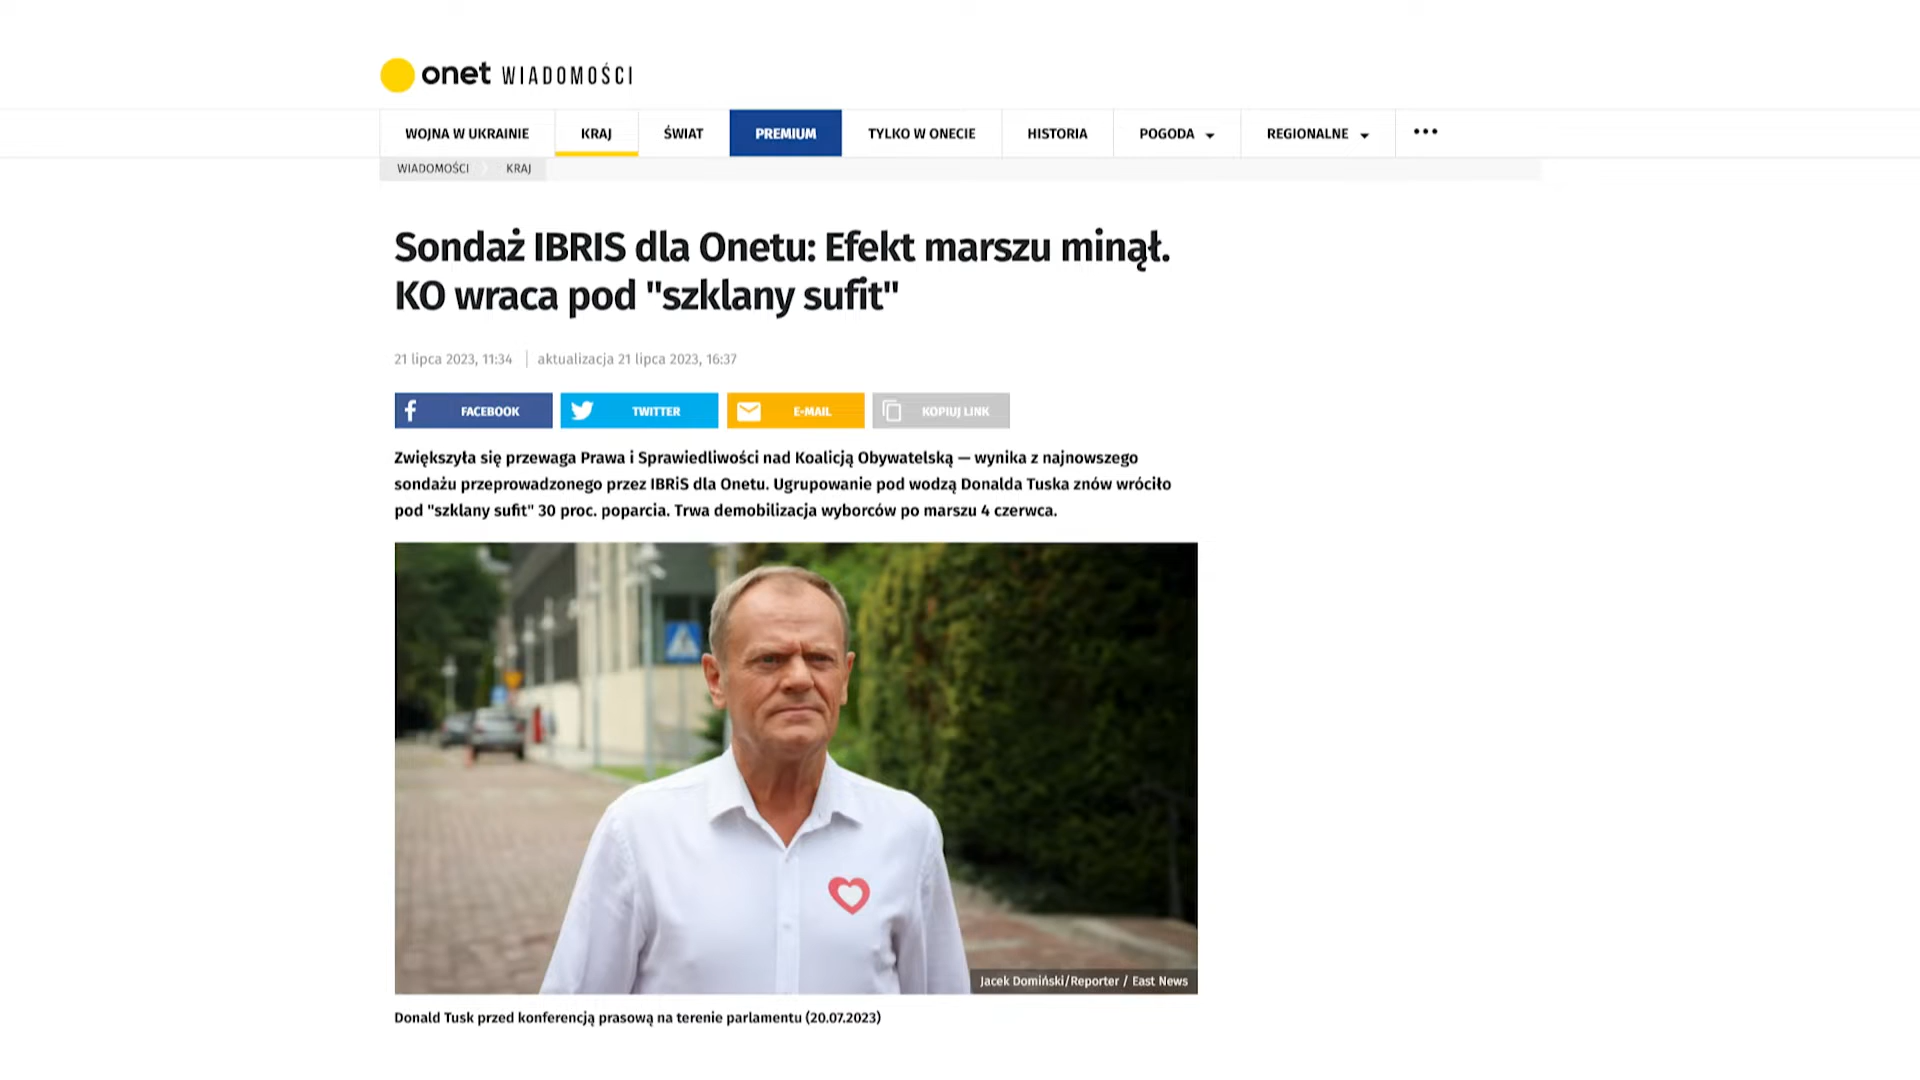 onet WIADOMOŚCI
WOJNA W UKRAINIE KRAJ ŚWIAT PREMIUM TYLKO W ONECIE HISTORIA POGODA REGIONALNE
WIADOMOŚCI KRAJ
Sondaż IBRIS dla Onetu: Efekt marszu minął.
KO wraca pod "szklany sufit"
21 lipca 2023, 11:34 | aktualizacja 21 lipca 2023, 16:37
FACEBOOK TWITTER E-MAIL KOPIUJ LINK
Zwiększyła się przewaga Prawa i Sprawiedliwości nad Koalicją Obywatelską — wynika z najnowszego
sondażu przeprowadzonego przez IBRiS dla Onetu. Ugrupowanie pod wodzą Donalda Tuska znów wróciło
pod "szklany sufit" 30 proc. poparcia. Trwa demobilizacja wyborców po marszu 4 czerwca.
Jacek Domiński/Reporter / East News
Donald Tusk przed konferencją prasową na terenie parlamentu (20.07.2023)